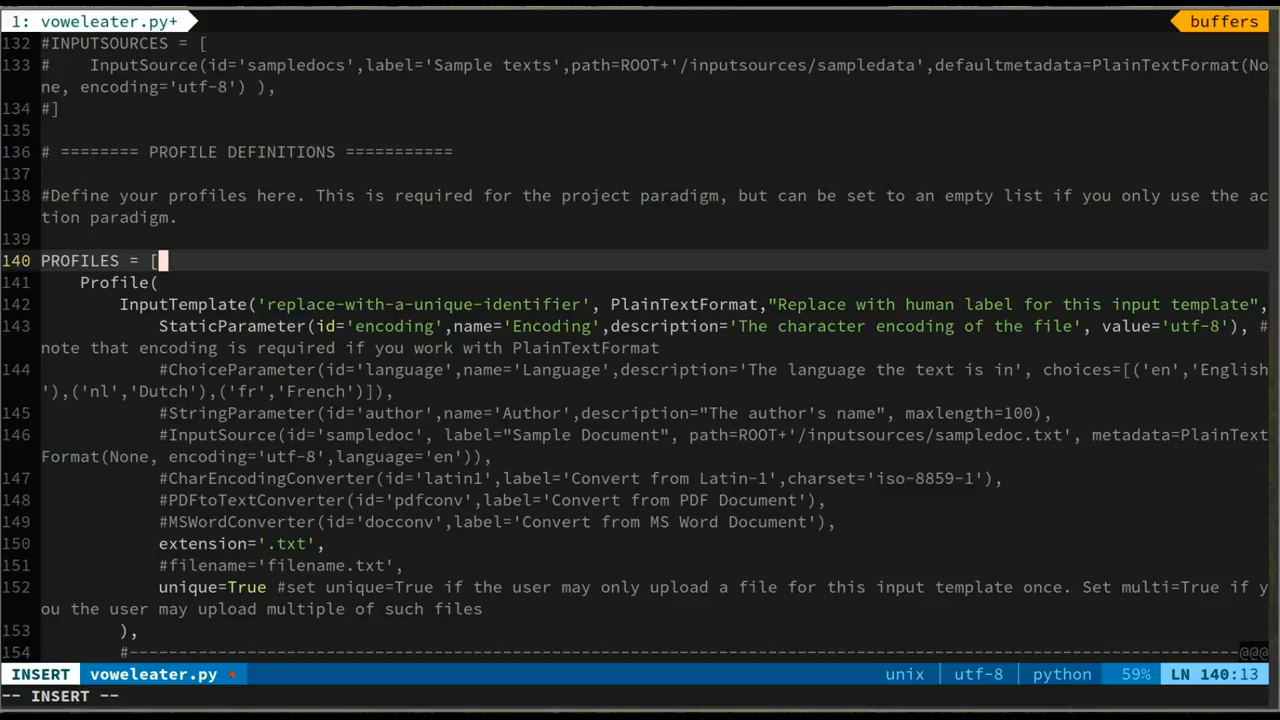 1: voweleater.py+
buffers
132 #INPUTSOURCES = [
133 #    InputSource(id='sampledocs',label='Sample texts',path=ROOT+'/inputsources/sampledata',defaultmetadata=PlainTextFormat(No
ne, encoding='utf-8') ),
134 #]
135
136 # ======== PROFILE DEFINITIONS ===========
137
138 #Define your profiles here. This is required for the project paradigm, but can be set to an empty list if you only use the ac
tion paradigm.
139
140 PROFILES = [
141     Profile(
142         InputTemplate('replace-with-a-unique-identifier', PlainTextFormat,"Replace with human label for this input template",
143             StaticParameter(id='encoding',name='Encoding',description='The character encoding of the file', value='utf-8'), #
note that encoding is required if you work with PlainTextFormat
144             #ChoiceParameter(id='language',name='Language',description='The language the text is in', choices=[('en','English
'),('nl','Dutch'),('fr','French')]),
145             #StringParameter(id='author',name='Author',description="The author's name", maxlength=100),
146             #InputSource(id='sampledoc', label="Sample Document", path=ROOT+'/inputsources/sampledoc.txt', metadata=PlainText
Format(None, encoding='utf-8',language='en')),
147             #CharEncodingConverter(id='latin1',label='Convert from Latin-1',charset='iso-8859-1'),
148             #PDFtoTextConverter(id='pdfconv',label='Convert from PDF Document'),
149             #MSWordConverter(id='docconv',label='Convert from MS Word Document'),
150             extension='.txt',
151             #filename='filename.txt',
152             unique=True #set unique=True if the user may only upload a file for this input template once. Set multi=True if y
ou the user may upload multiple of such files
153         ),
154         #------------------------------------------------------------------------------------------------------------------@@@
INSERT voweleater.py unix utf-8 python 59% LN 140:13
-- INSERT --